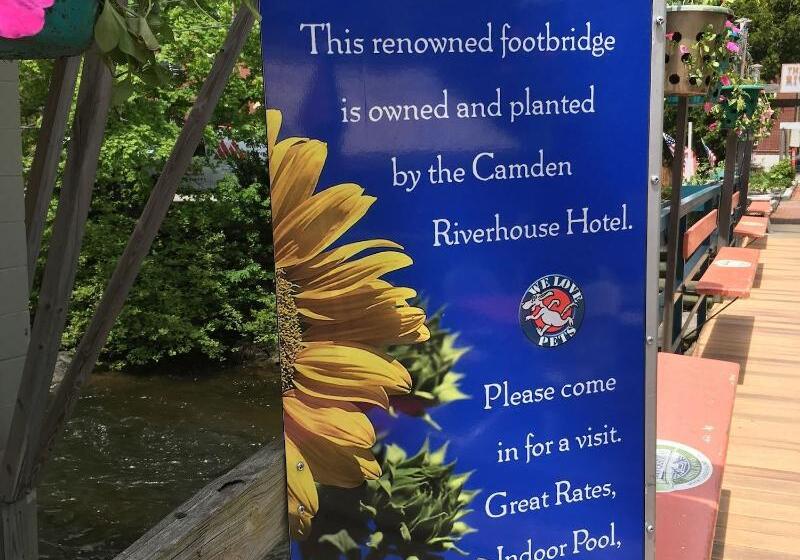 This renowned footbridge
is owned and planted
by the Camden
Riverhouse Hotel.
WE LOVE
PETS
Please come
in for a visit.
Great Rates,
Indoor Pool,